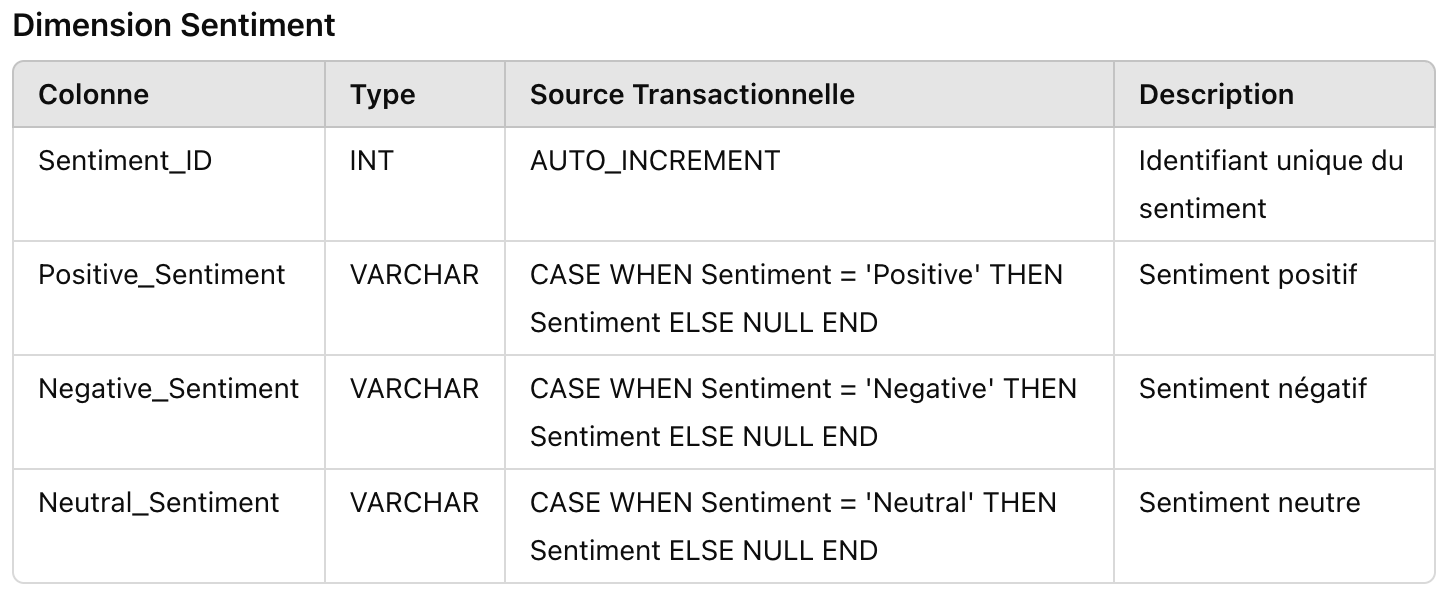 Dimension Sentiment
Colonne Type Source Transactionnelle Description
Sentiment_ID INT AUTO_INCREMENT Identifiant unique du
sentiment
Positive_Sentiment VARCHAR CASE WHEN Sentiment = 'Positive' THEN Sentiment positif
Sentiment ELSE NULL END
Negative_Sentiment VARCHAR CASE WHEN Sentiment = 'Negative' THEN Sentiment négatif
Sentiment ELSE NULL END
Neutral_Sentiment VARCHAR CASE WHEN Sentiment = 'Neutral' THEN Sentiment neutre
Sentiment ELSE NULL END